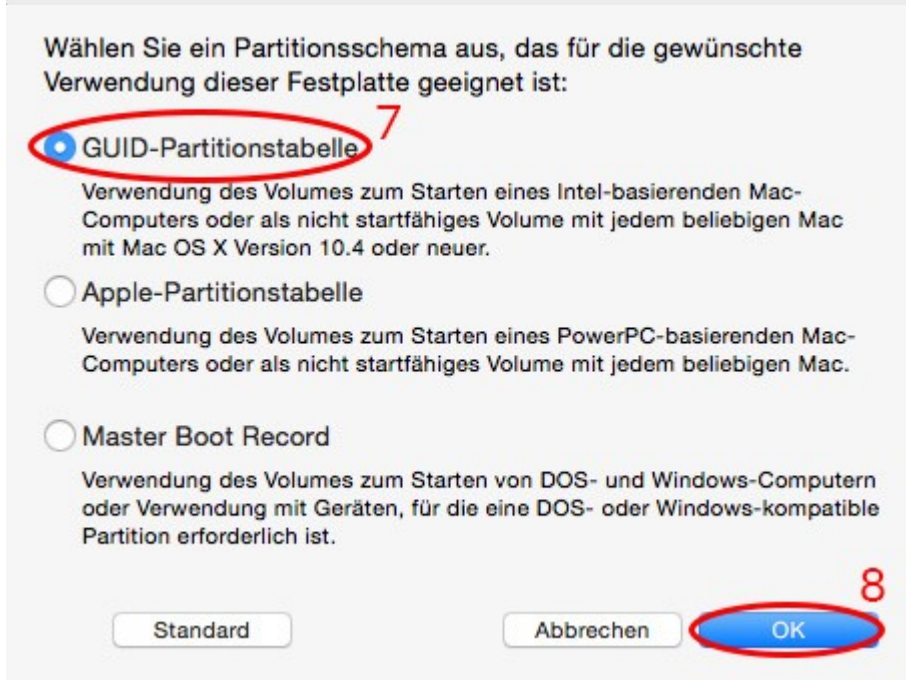 Wählen Sie ein Partitionsschema aus, das für die gewünschte
Verwendung dieser Festplatte geeignet ist:
7
GUID-Partitionstabelle
Verwendung des Volumes zum Starten eines Intel-basierenden Mac-
Computers oder als nicht startfähiges Volume mit jedem beliebigen Mac
mit Mac OS X Version 10.4 oder neuer.
Apple-Partitionstabelle
Verwendung des Volumes zum Starten eines PowerPC-basierenden Mac-
Computers oder als nicht startfähiges Volume mit jedem beliebigen Mac.
Master Boot Record
Verwendung des Volumes zum Starten von DOS- und Windows-Computern
oder Verwendung mit Geräten, für die eine DOS- oder Windows-kompatible
Partition erforderlich ist.
8
Standard Abbrechen OK